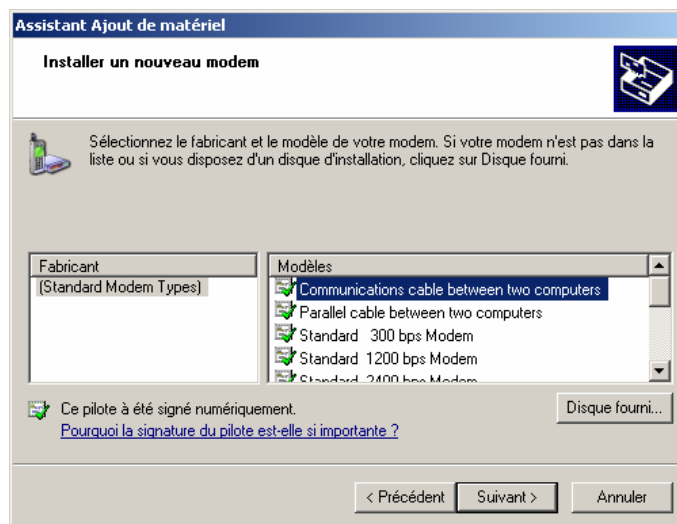 Assistant Ajout de matériel
Installer un nouveau modem
Sélectionnez le fabricant et le modèle de votre modem. Si votre modem n'est pas dans la
liste ou si vous disposez d'un disque d'installation, cliquez sur Disque fourni.
Fabricant
(Standard Modem Types)
Modèles
Communications cable between two computers
Parallel cable between two computers
Standard 300 bps Modem
Standard 1200 bps Modem
Standard 2400 bps Modem
Ce pilote à été signé numériquement.
Pourquoi la signature du pilote est-elle si importante ?
Disque fourni...
< Précédent
Suivant >
Annuler